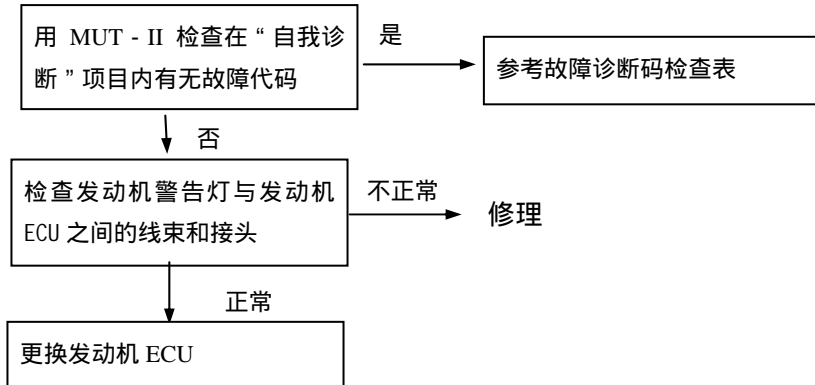 用 MUT - II 检查在“自我诊
断”项目内有无故障代码
是
参考故障诊断码检查表
否
检查发动机警告灯与发动机
ECU 之间的线束和接头
不正常
修理
正常
更换发动机 ECU